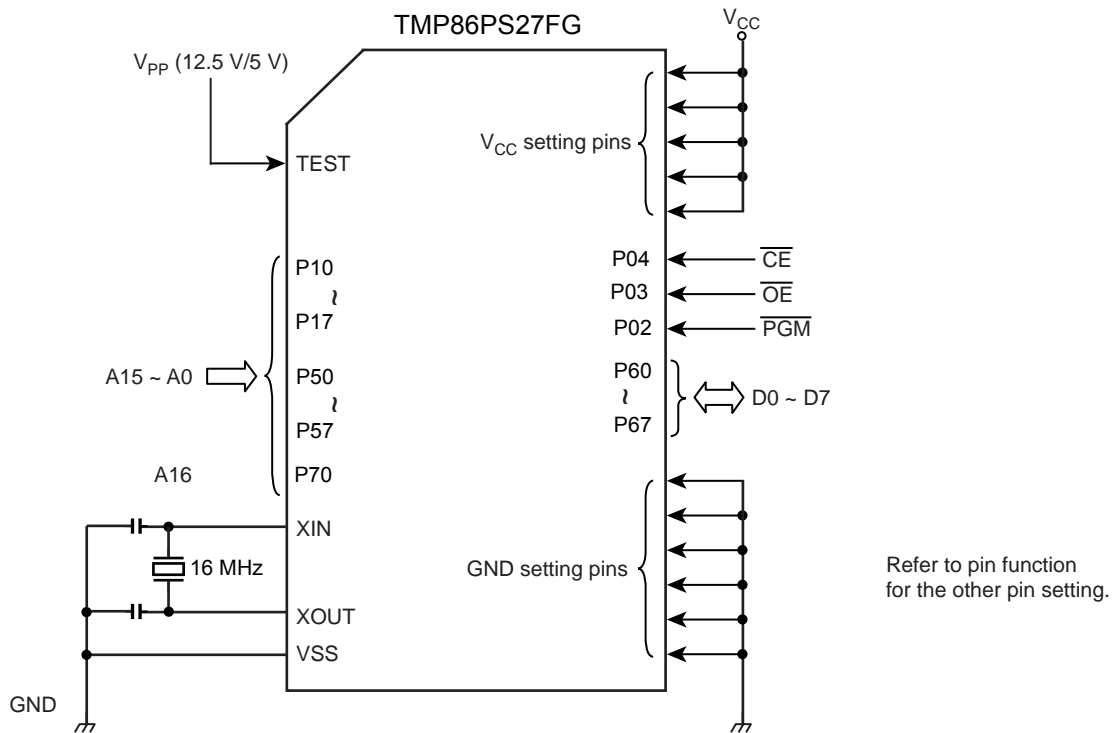 TMP86PS27FG
VCC
VPP (12.5 V/5 V)
VCC setting pins
TEST
P10
~
P17
P50
~
P57
P70
A15 ~ A0
A16
P04
CE
P03
OE
P02
PGM
P60
~
P67
D0 ~ D7
XIN
16 MHz
XOUT
VSS
GND
GND setting pins
Refer to pin function
for the other pin setting.